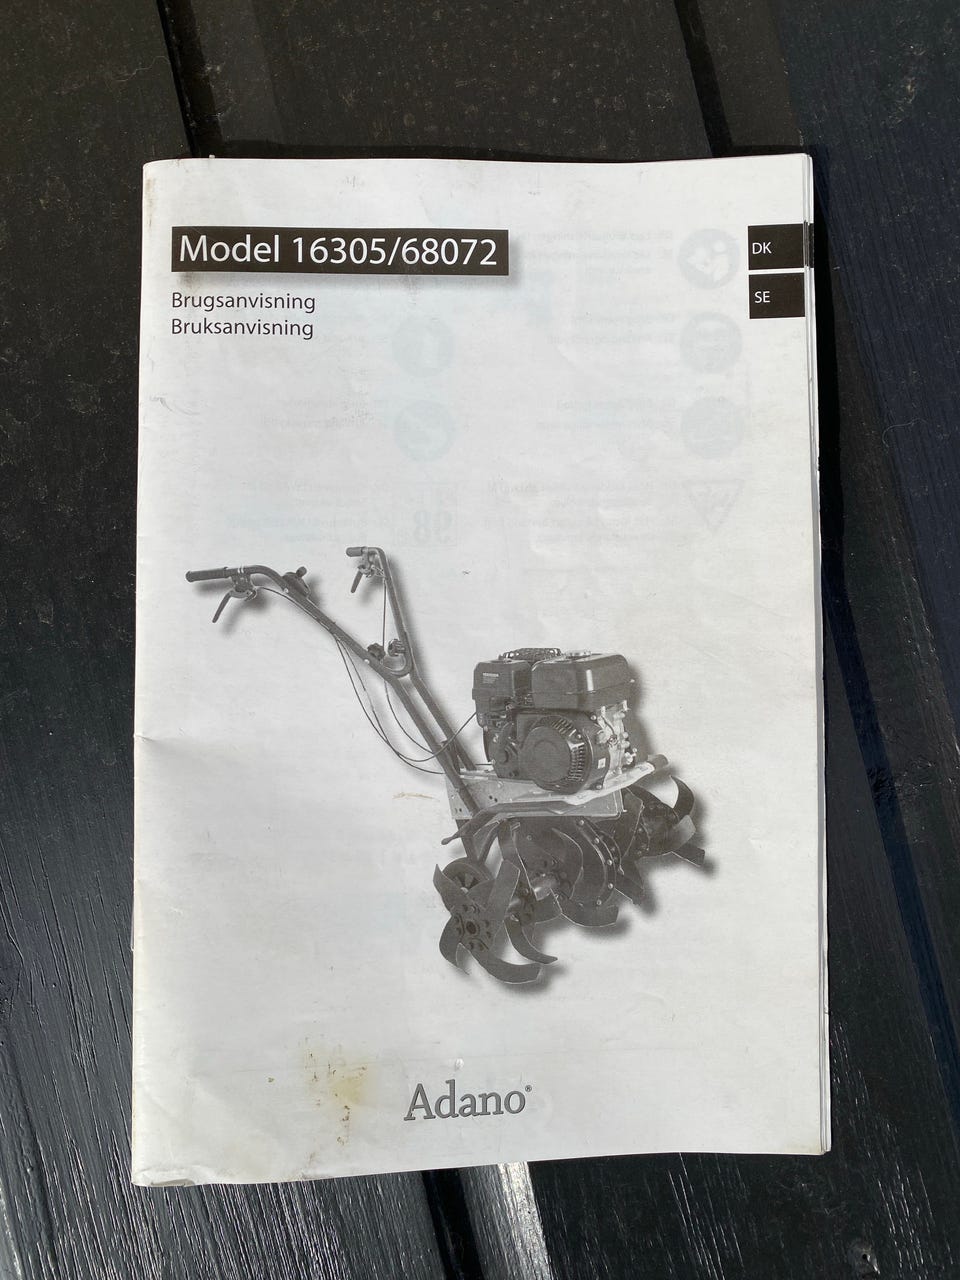 Model 16305/68072
DK
SE
Brugsanvisning
Bruksanvisning
Adano®